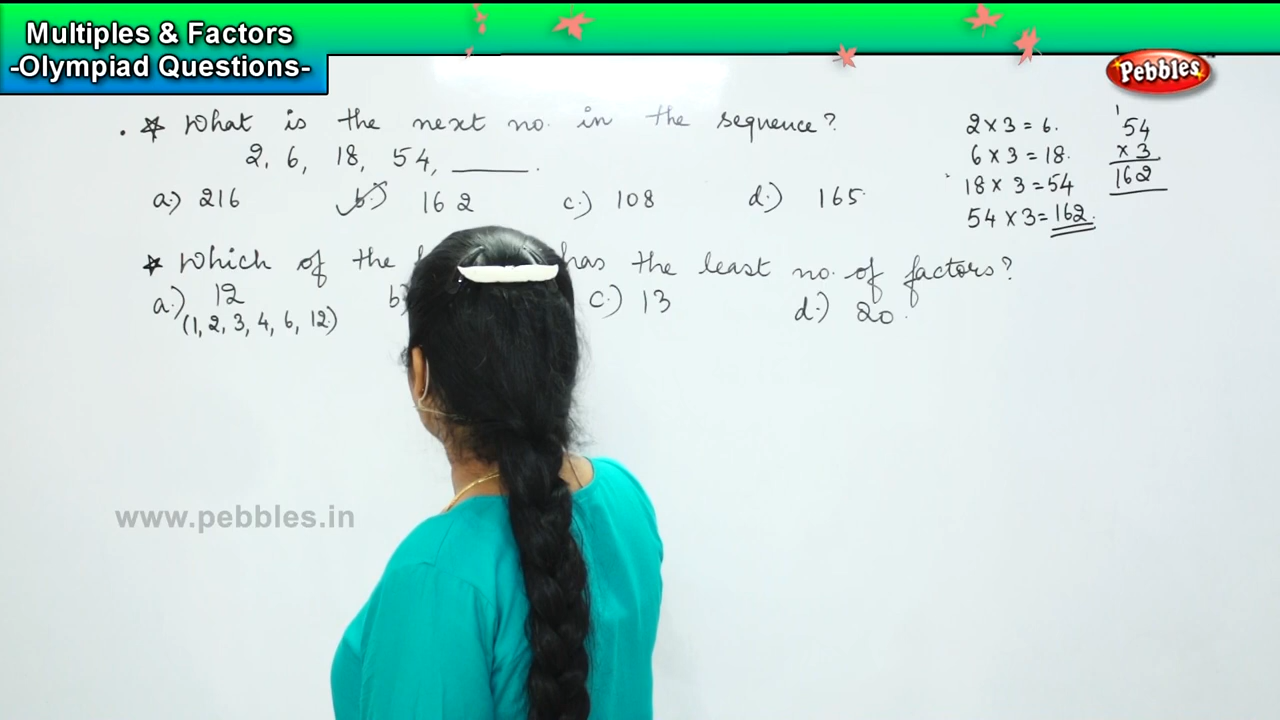 Multiples & Factors
-Olympiad Questions-
Pebbles
. ☆ What is the next no. in the sequence?
2, 6, 18, 54, ______.
a.) 216 b.) 162 c.) 108 d.) 165.
2 x 3 = 6.
6 x 3 = 18.
18 x 3 = 54
54 x 3 = 162.
1
54
x 3
162
★ Which of the has the least no. of factors?
a.) 12 b) c.) 13 d.) 20.
(1, 2, 3, 4, 6, 12)
www.pebbles.in